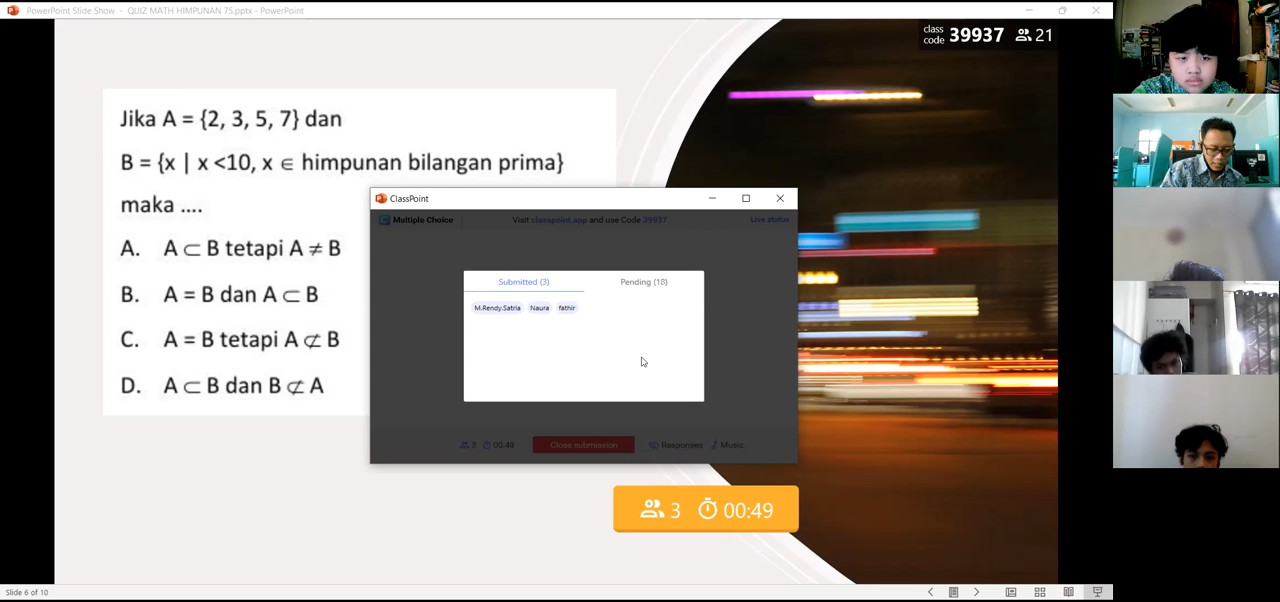 PowerPoint Slide Show - QUIZ MATH HIMPUNAN 75.pptx - PowerPoint
class code 39937 21
Jika A = {2, 3, 5, 7} dan
B = {x | x <10, x ∈ himpunan bilangan prima}
maka ....
A. A ⊂ B tetapi A ≠ B
B. A = B dan A ⊂ B
C. A = B tetapi A ⊄ B
D. A ⊂ B dan B ⊄ A
ClassPoint
Multiple Choice Visit classpoint.app and use Code 39937 Live status
Submitted (3) Pending (18)
M.Rendy.Satria Naura fathir
3 00:49 Close submission Responses Music
3 00:49
Slide 6 of 10